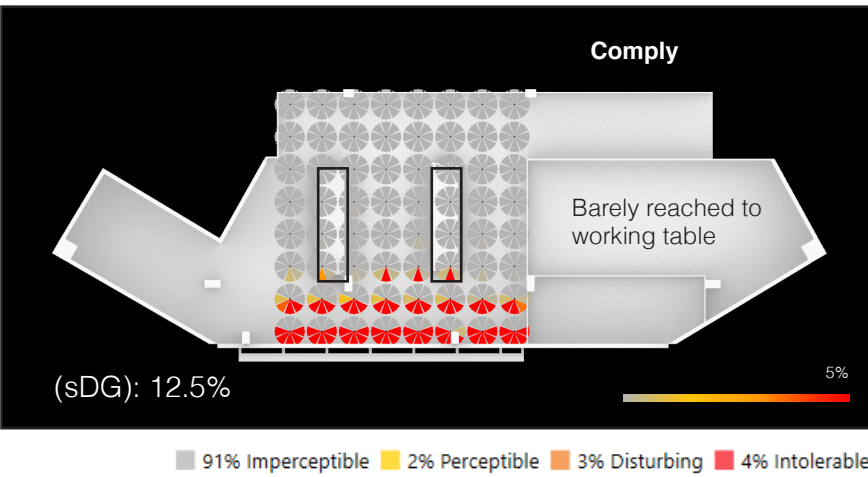 Comply
Barely reached to
working table
(sDG): 12.5%
5%
91% Imperceptible 2% Perceptible 3% Disturbing 4% Intolerable